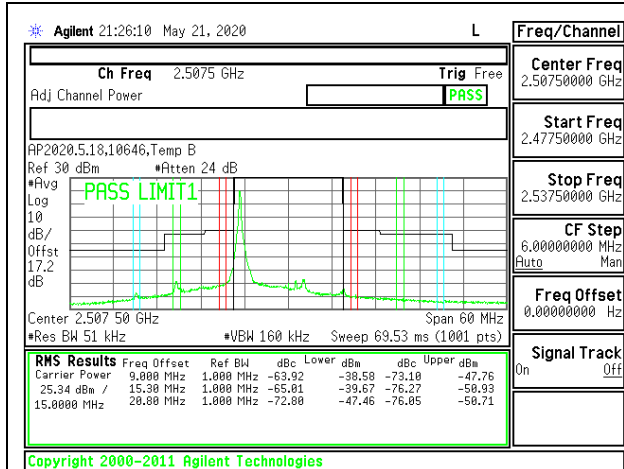 Agilent 21:26:10 May 21, 2020 L
Ch Freq 2.5075 GHz Trig Free
Adj Channel Power PASS
AP2020.5.18,10646,Temp B
Ref 30 dBm #Atten 24 dB
#Avg
Log
10
dB/
Offst
17.2
dB
PASS LIMIT1
Center 2.507 50 GHz Span 60 MHz
#Res BW 51 kHz #VBW 160 kHz Sweep 69.53 ms (1001 pts)
RMS Results Freq Offset Ref BW dBc Lower dBm dBc Upper dBm
Carrier Power 9.000 MHz 1.000 MHz -63.92 -38.58 -73.10 -47.76
25.34 dBm / 15.30 MHz 1.000 MHz -65.01 -39.67 -76.27 -50.93
15.0000 MHz 20.80 MHz 1.000 MHz -72.80 -47.46 -76.05 -50.71
Copyright 2000-2011 Agilent Technologies
Freq/Channel
Center Freq
2.50750000 GHz
Start Freq
2.47750000 GHz
Stop Freq
2.53750000 GHz
CF Step
6.00000000 MHz
Auto Man
Freq Offset
0.00000000 Hz
Signal Track
On Off